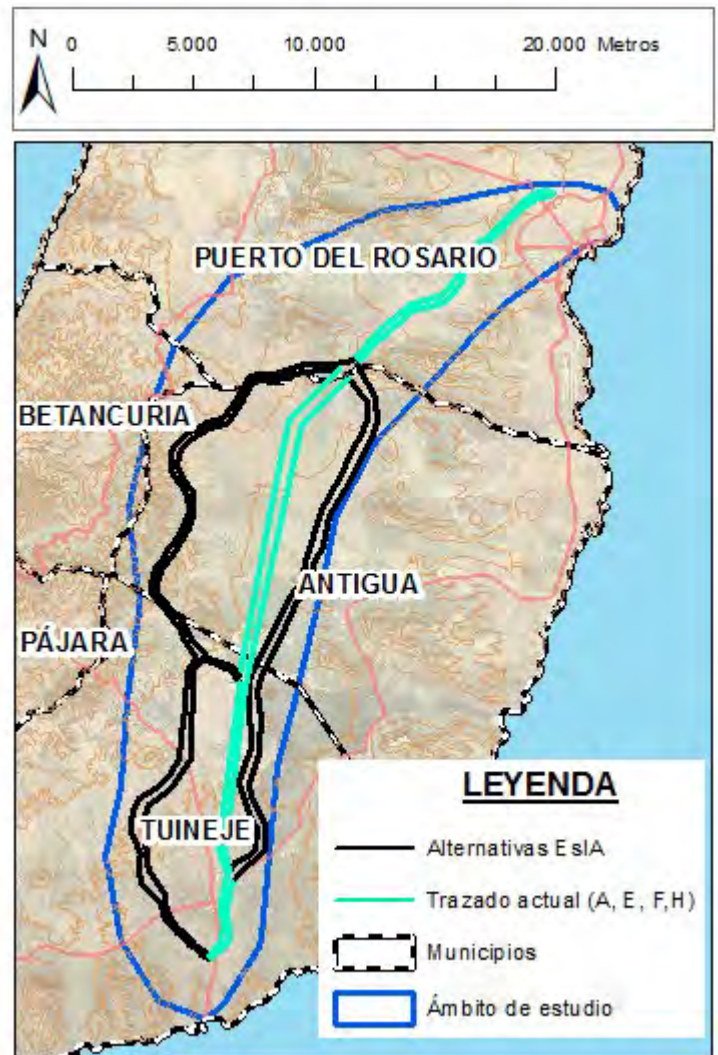 N
0 5.000 10.000 20.000 Metros
PUERTO DEL ROSARIO
BETANCURIA
ANTIGUA
PÁJARA
TUINEJE
LEYENDA
Alternativas EsIA
Trazado actual (A, E, F,H)
Municipios
Ámbito de estudio